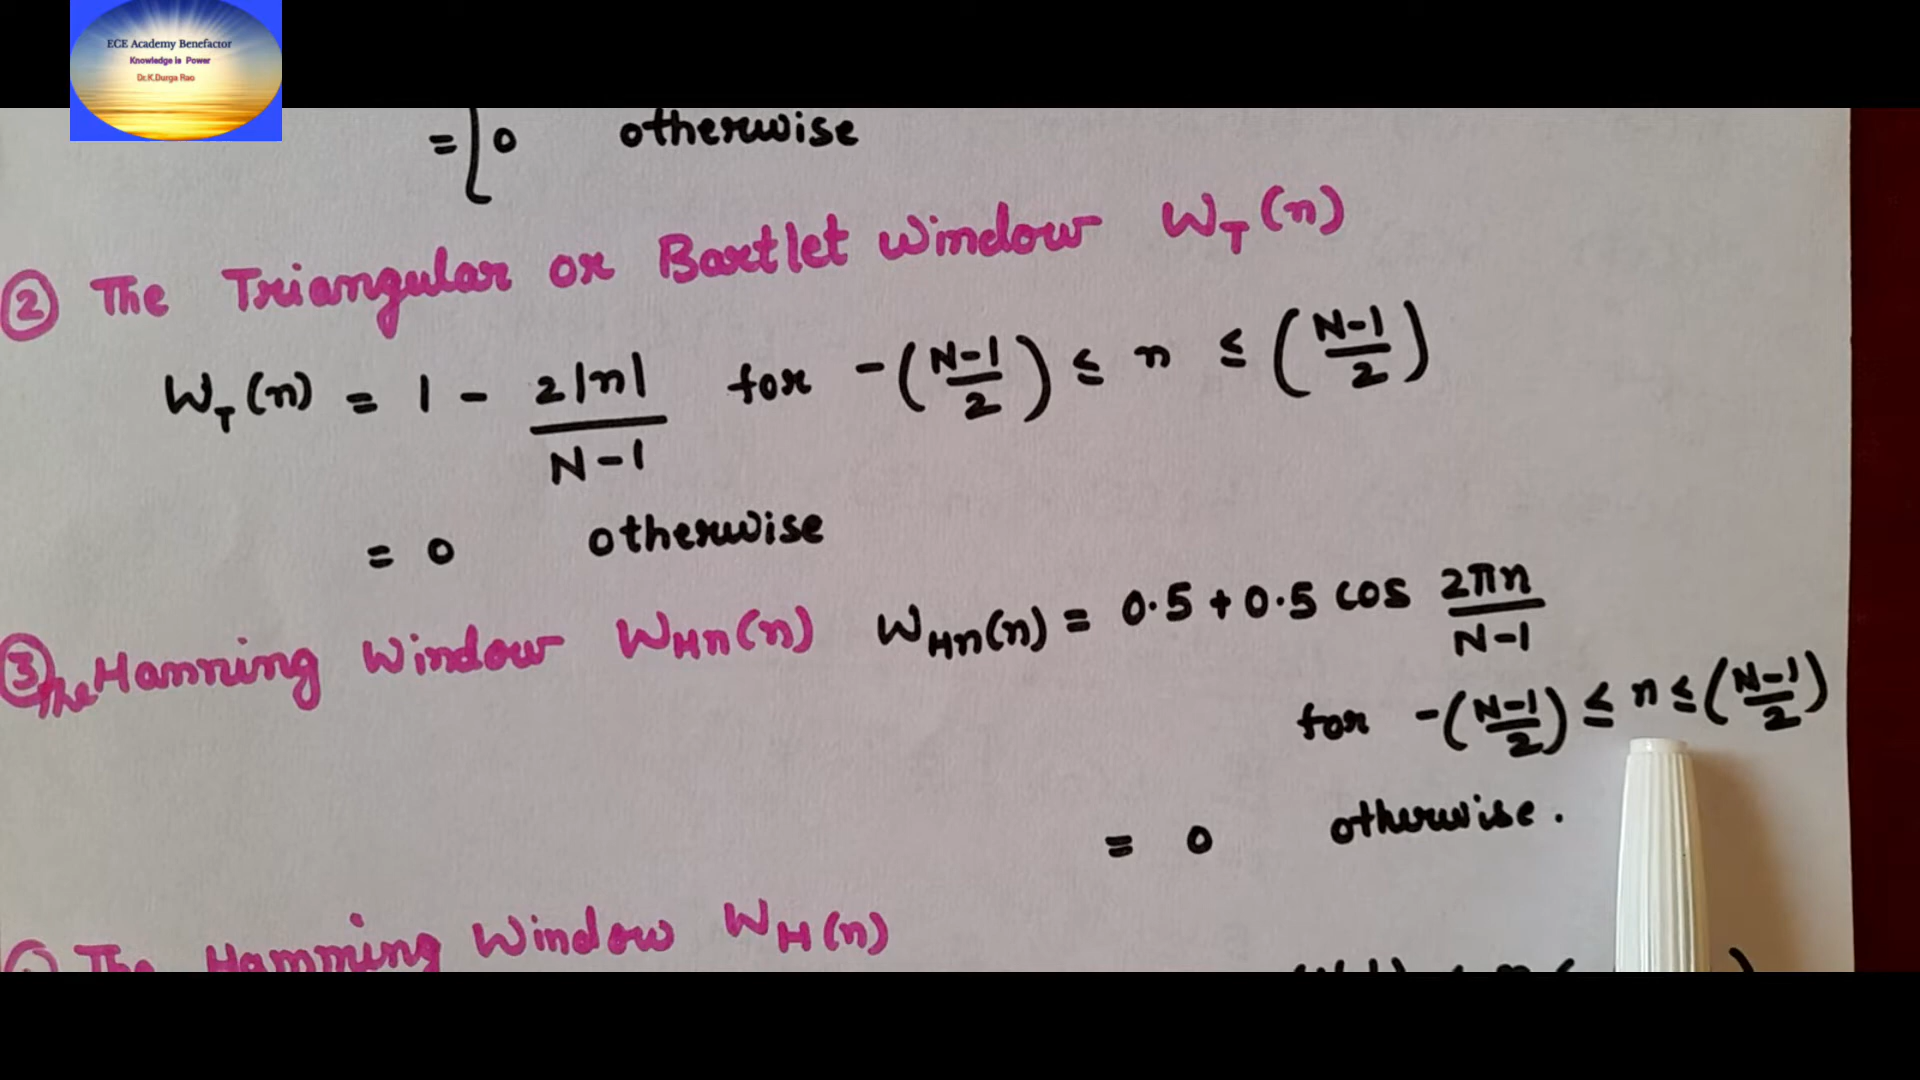 ECE Academy Benefactor
Knowledge is Power
Dr.K.Durga Rao
= { 0 otherwise
② The Triangular or Bartlet window W_T(n)
W_T(n) = 1 - 2|n| / N-1 for -(N-1/2) ≤ n ≤ (N-1/2)
= 0 otherwise
③ The Hanning window W_Hn(n) W_Hn(n) = 0.5 + 0.5 cos 2πn / N-1
for -(N-1/2) ≤ n ≤ (N-1/2)
= 0 otherwise.
The Hamming window W_H(n)